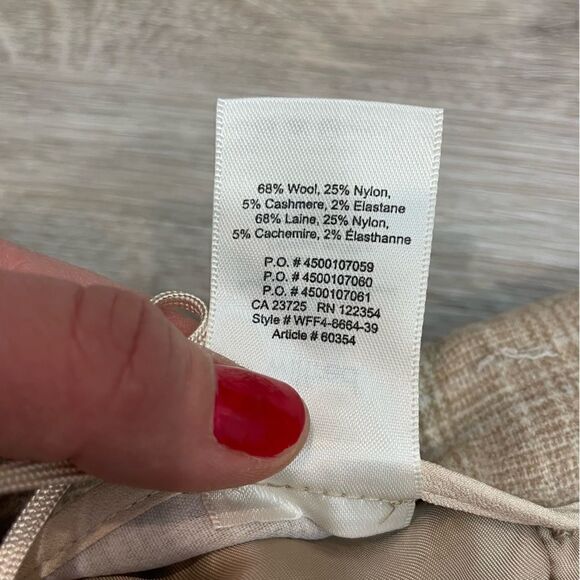 68% Wool, 25% Nylon,
5% Cashmere, 2% Elastane
68% Laine, 25% Nylon,
5% Cachemire, 2% Élasthanne
P.O. # 4500107059
P.O. # 4500107060
P.O. # 4500107061
CA 23725 RN 122354
Style # WFF4-8664-39
Article # 60354